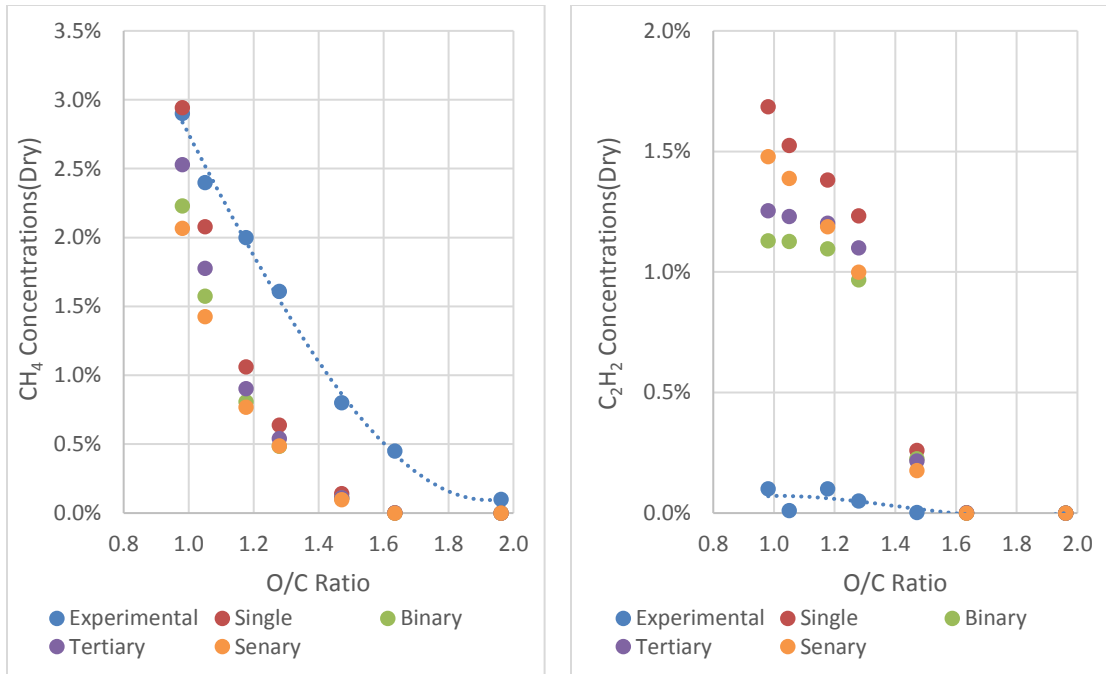 3.5%
3.0%
2.5%
2.0%
1.5%
1.0%
0.5%
0.0%
CH₄ Concentrations(Dry)
0.8 1.0 1.2 1.4 1.6 1.8 2.0
O/C Ratio
Experimental Single Binary
Tertiary Senary
2.0%
1.5%
1.0%
0.5%
0.0%
C₂H₂ Concentrations(Dry)
0.8 1.0 1.2 1.4 1.6 1.8 2.0
O/C Ratio
Experimental Single Binary
Tertiary Senary